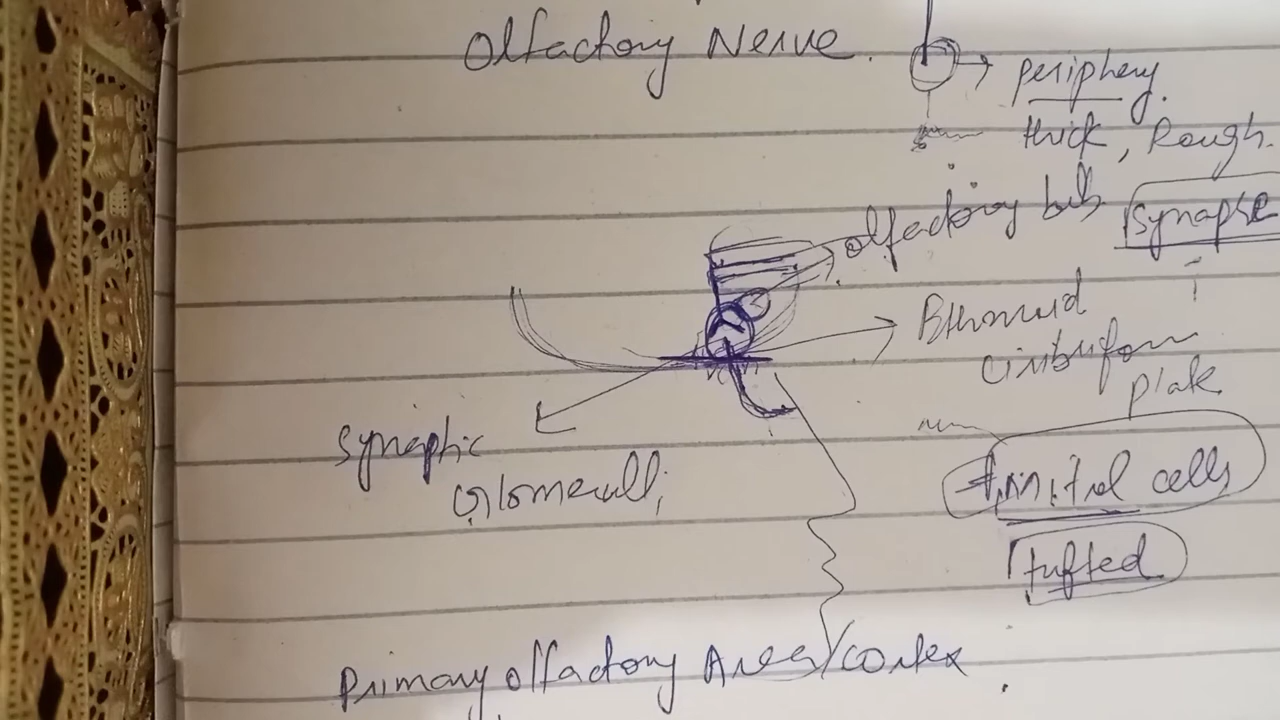 Olfactory Nerve.
periphery.
thick, Rough.
olfactory bulb
synapse
Ethmoid
cribriform
plate
synaptic
Glomeruli
mitral cells
tufted
Primary olfactory Area/cortex